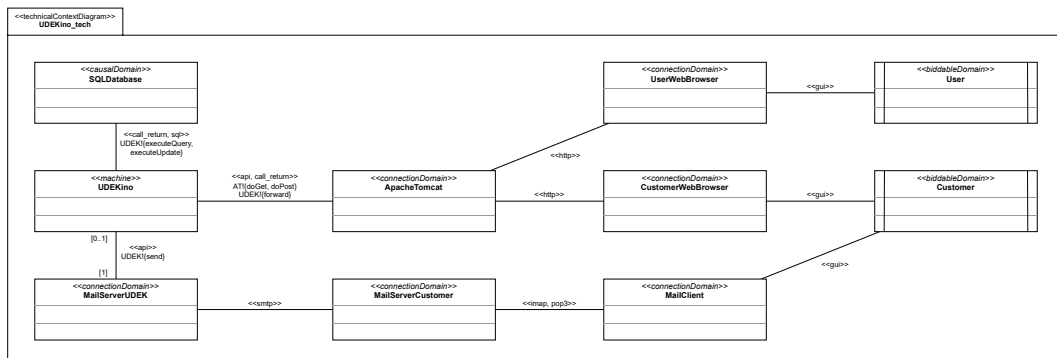 <<technicalContextDiagram>>
UDEKino_tech
<<causalDomain>>
SQLDatabase
<<connectionDomain>>
UserWebBrowser
<<gui>>
<<biddableDomain>>
User
<<call_return, sql>>
UDEK!{executeQuery,
executeUpdate}
<<http>>
<<machine>>
UDEKino
<<api, call_return>>
AT!{doGet, doPost}
UDEK!{forward}
<<connectionDomain>>
ApacheTomcat
<<http>>
<<connectionDomain>>
CustomerWebBrowser
<<gui>>
<<biddableDomain>>
Customer
[0..1]
<<api>>
UDEK!{send}
[1]
<<gui>>
<<connectionDomain>>
MailServerUDEK
<<smtp>>
<<connectionDomain>>
MailServerCustomer
<<imap, pop3>>
<<connectionDomain>>
MailClient